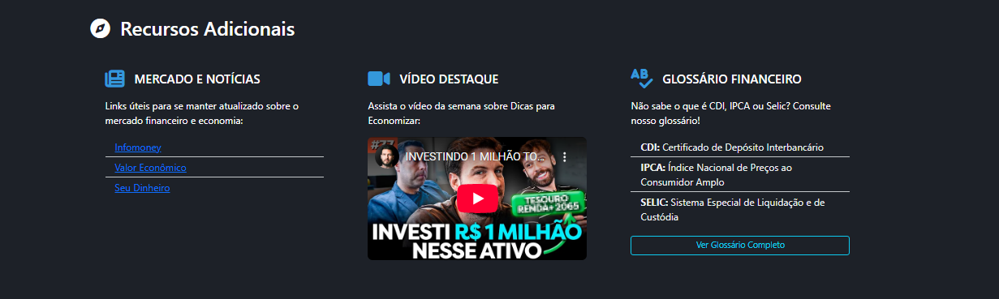 Recursos Adicionais
MERCADO E NOTÍCIAS
Links úteis para se manter atualizado sobre o
mercado financeiro e economia:
Infomoney
Valor Econômico
Seu Dinheiro
VÍDEO DESTAQUE
Assista o vídeo da semana sobre Dicas para
Economizar:
#77
INVESTINDO 1 MILHÃO TO...
TESOURO
RENDA+ 2065
INVESTI R$ 1 MILHÃO
NESSE ATIVO
AB
GLOSSÁRIO FINANCEIRO
Não sabe o que é CDI, IPCA ou Selic? Consulte
nosso glossário!
CDI: Certificado de Depósito Interbancário
IPCA: Índice Nacional de Preços ao
Consumidor Amplo
SELIC: Sistema Especial de Liquidação e de
Custódia
Ver Glossário Completo